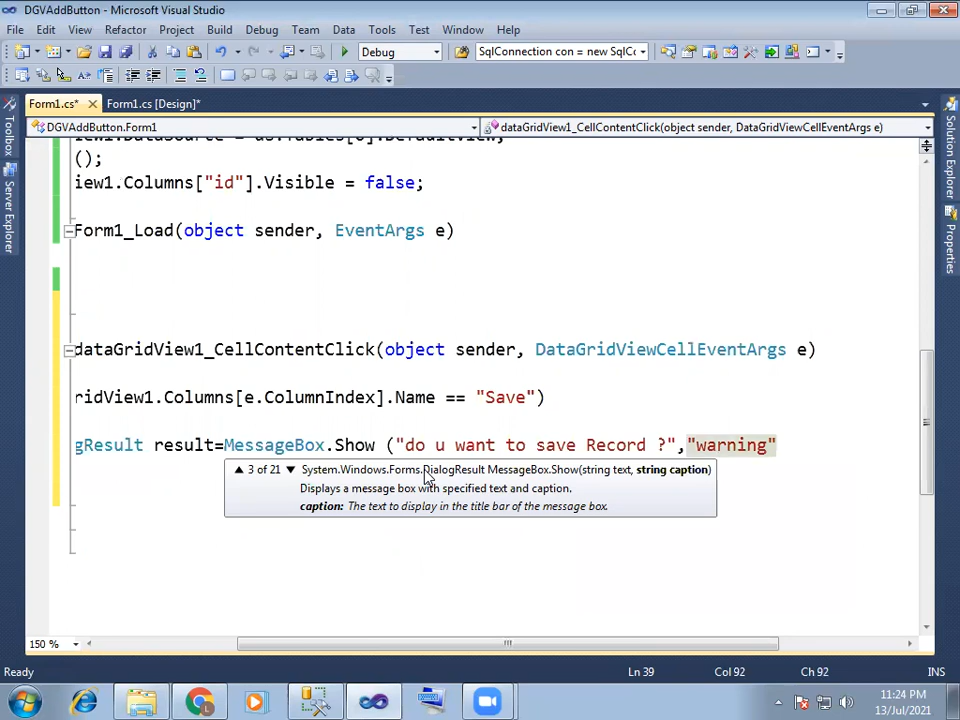 DGVAddButton - Microsoft Visual Studio
File Edit View Refactor Project Build Debug Team Data Tools Test Window Help
Debug SqlConnection con = new SqlCo
Form1.cs* Form1.cs [Design]*
DGVAddButton.Form1 dataGridView1_CellContentClick(object sender, DataGridViewCellEventArgs e)
();
iew1.Columns["id"].Visible = false;
Form1_Load(object sender, EventArgs e)
dataGridView1_CellContentClick(object sender, DataGridViewCellEventArgs e)
ridView1.Columns[e.ColumnIndex].Name == "Save")
gResult result=MessageBox.Show ("do u want to save Record ?","warning"
3 of 21 System.Windows.Forms.DialogResult MessageBox.Show(string text, string caption)
Displays a message box with specified text and caption.
caption: The text to display in the title bar of the message box.
150 %
Ready Ln 39 Col 92 Ch 92 INS
11:24 PM
13/Jul/2021
Toolbox
Server Explorer
Solution Explorer
Properties